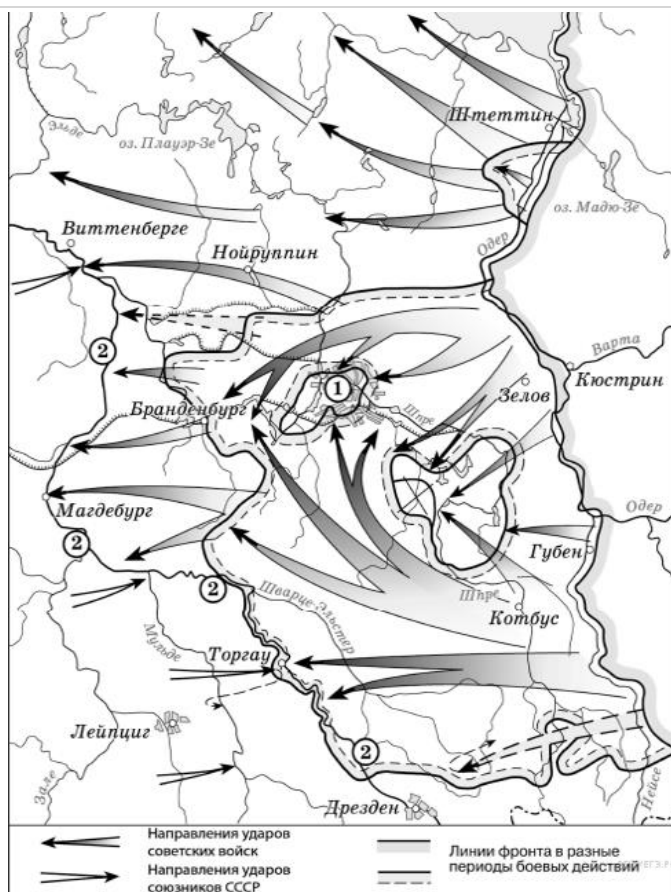 Эльде
оз. Плауэр-Зе
Штеттин
оз. Мадю-Зе
Виттенберге
Нойруппин
Одер
2
1
Варта
Кюстрин
Зелов
Шпре
Бранденбург
Магдебург
Одер
2
2
Губен
Шпре
Котбус
Шварце-Эльстер
Мульде
Торгау
Лейпциг
2
Зале
Дрезден
Нейсе
Направления ударов
советских войск
Направления ударов
союзников СССР
Линии фронта в разные
периоды боевых действий